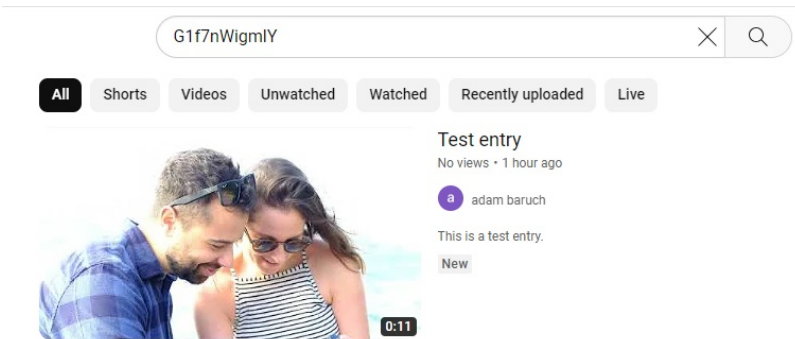 G1f7nWigmlY
All Shorts Videos Unwatched Watched Recently uploaded Live
Test entry
No views • 1 hour ago
a adam baruch
This is a test entry.
New
0:11